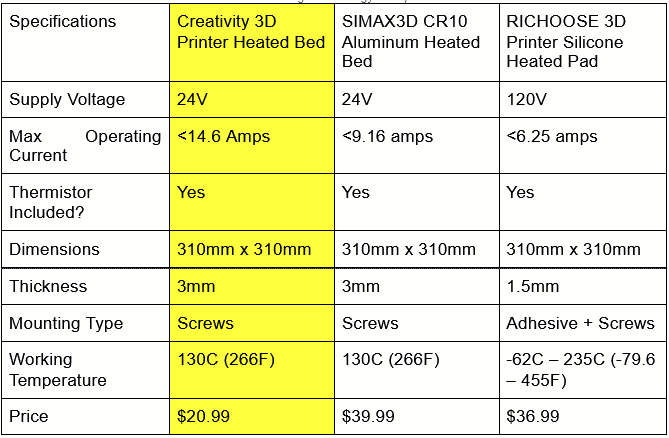 Specifications Creativity 3D Printer Heated Bed SIMAX3D CR10 Aluminum Heated Bed RICHOOSE 3D Printer Silicone Heated Pad
Supply Voltage 24V 24V 120V
Max Operating Current <14.6 Amps <9.16 amps <6.25 amps
Thermistor Included? Yes Yes Yes
Dimensions 310mm x 310mm 310mm x 310mm 310mm x 310mm
Thickness 3mm 3mm 1.5mm
Mounting Type Screws Screws Adhesive + Screws
Working Temperature 130C (266F) 130C (266F) -62C – 235C (-79.6 – 455F)
Price $20.99 $39.99 $36.99